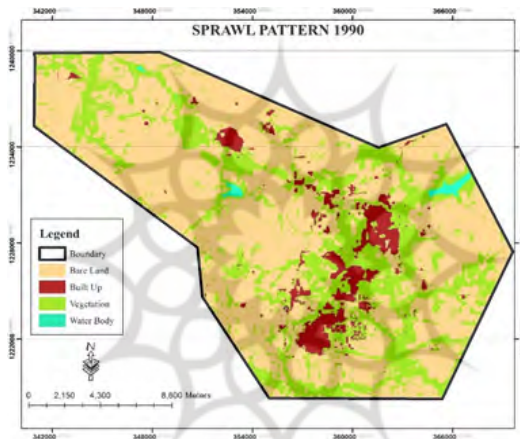 342000 348000 354000 360000 366000
SPRAWL PATTERN 1990
1240000
1234000
1228000
1222000
Legend
Boundary
Bare Land
Built Up
Vegetation
Water Body
N
0 2,150 4,300 8,600 Meters
342000 348000 354000 360000 366000